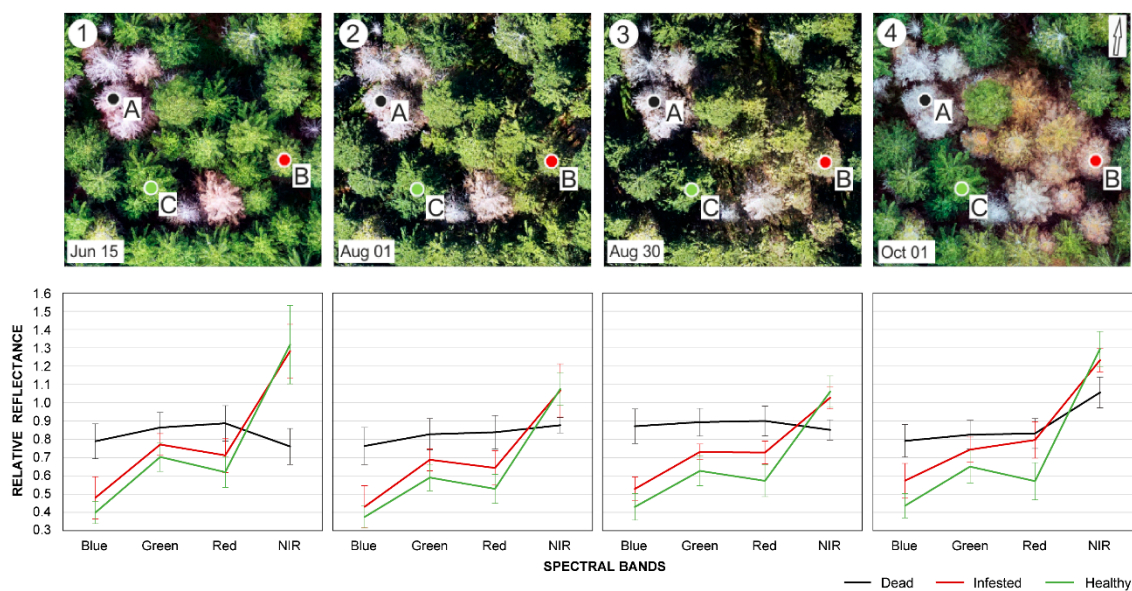 1 2 3 4
A A A A
B B B B
C C C C
Jun 15 Aug 01 Aug 30 Oct 01
RELATIVE REFLECTANCE
1.6
1.5
1.4
1.3
1.2
1.1
1.0
0.9
0.8
0.7
0.6
0.5
0.4
0.3
Blue Green Red NIR Blue Green Red NIR Blue Green Red NIR Blue Green Red NIR
SPECTRAL BANDS
Dead Infested Healthy